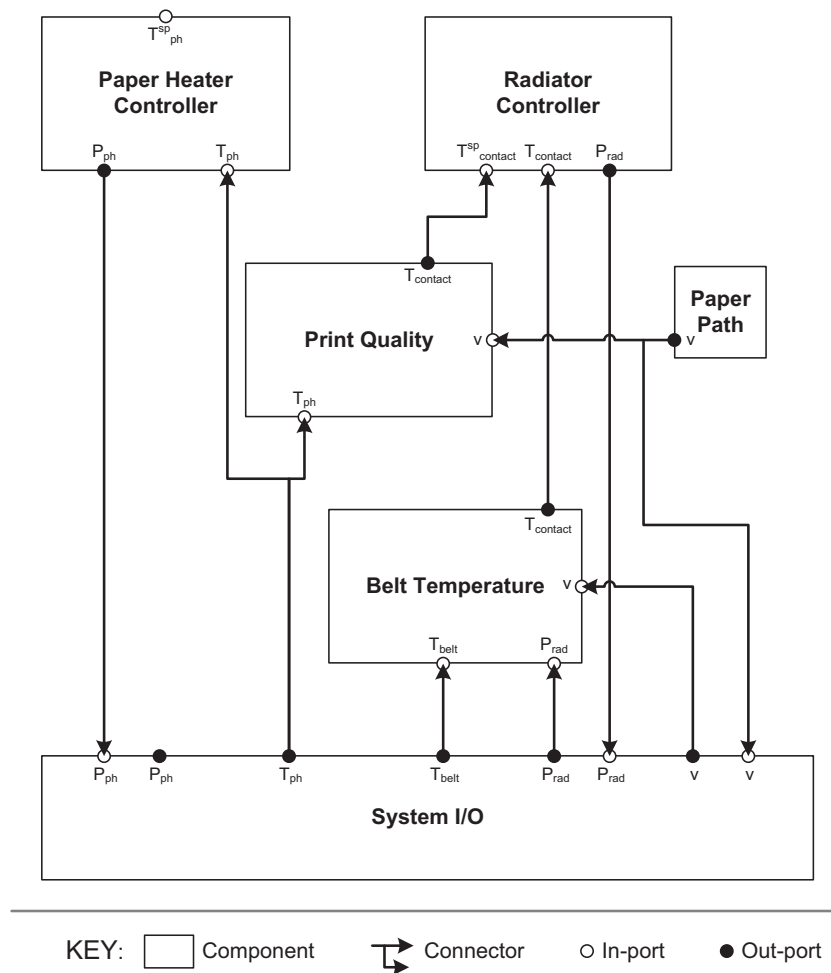 T^sp_ph
Paper Heater
Controller
P_ph
T_ph
Radiator
Controller
T^sp_contact
T_contact
P_rad
T_contact
Print Quality
v
T_ph
Paper
Path
v
T_contact
Belt Temperature
v
T_belt
P_rad
P_ph
P_ph
T_ph
T_belt
P_rad
P_rad
v
v
System I/O
KEY:
Component
Connector
In-port
Out-port